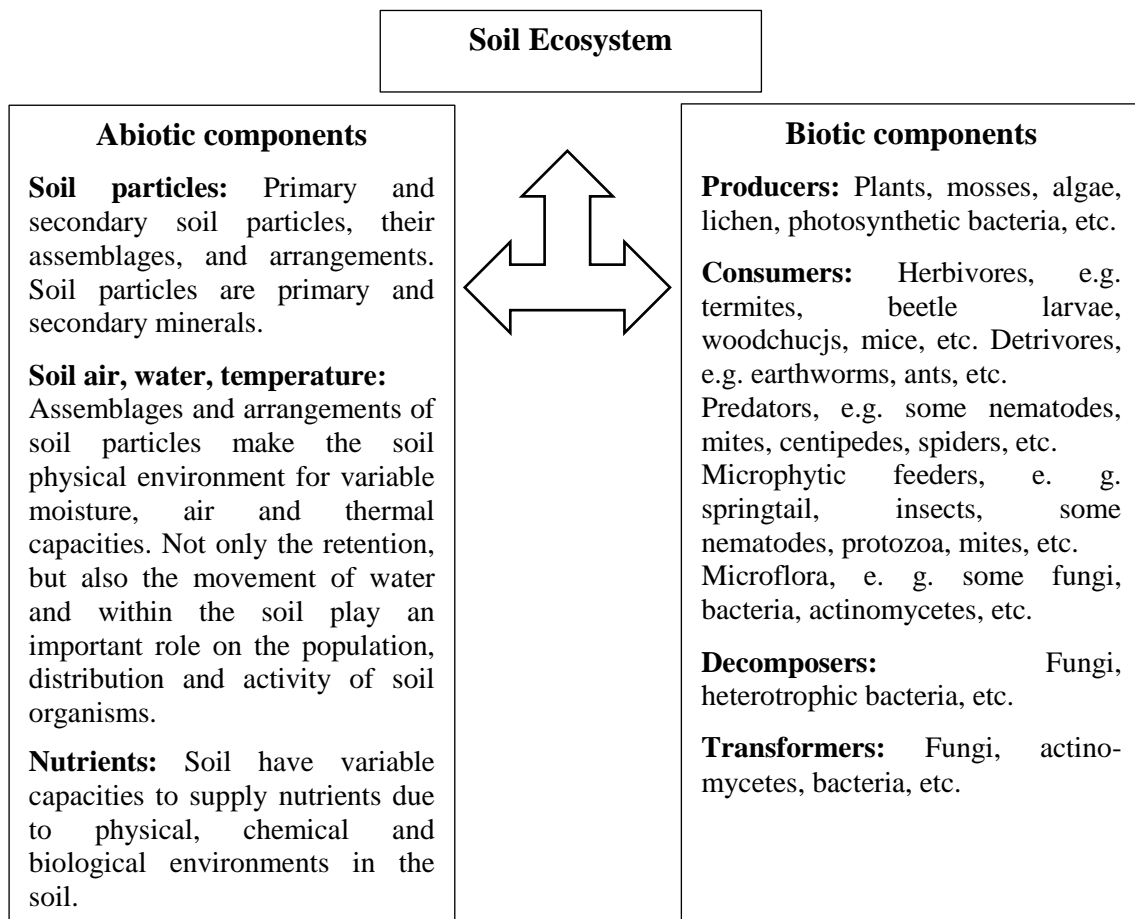 Soil Ecosystem
Abiotic components
Soil particles: Primary and
secondary soil particles, their
assemblages, and arrangements.
Soil particles are primary and
secondary minerals.
Soil air, water, temperature:
Assemblages and arrangements of
soil particles make the soil
physical environment for variable
moisture, air and thermal
capacities. Not only the retention,
but also the movement of water
and within the soil play an
important role on the population,
distribution and activity of soil
organisms.
Nutrients: Soil have variable
capacities to supply nutrients due
to physical, chemical and
biological environments in the
soil.
Biotic components
Producers: Plants, mosses, algae,
lichen, photosynthetic bacteria, etc.
Consumers: Herbivores, e.g.
termites, beetle larvae,
woodchucjs, mice, etc. Detrivores,
e.g. earthworms, ants, etc.
Predators, e.g. some nematodes,
mites, centipedes, spiders, etc.
Microphytic feeders, e. g.
springtail, insects, some
nematodes, protozoa, mites, etc.
Microflora, e. g. some fungi,
bacteria, actinomycetes, etc.
Decomposers: Fungi,
heterotrophic bacteria, etc.
Transformers: Fungi, actino-
mycetes, bacteria, etc.